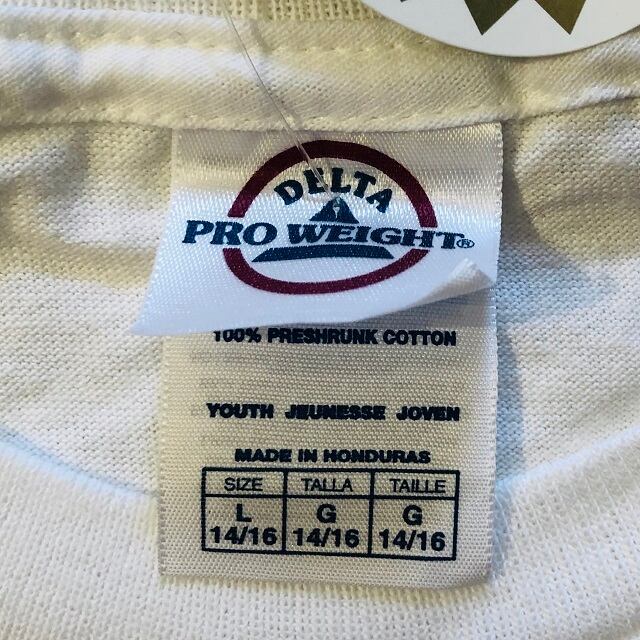 DELTA
PRO WEIGHT®
100% PRESHRUNK COTTON
YOUTH JEUNESSE JOVEN
MADE IN HONDURAS
SIZE TALLA TAILLE
L G G
14/16 14/16 14/16